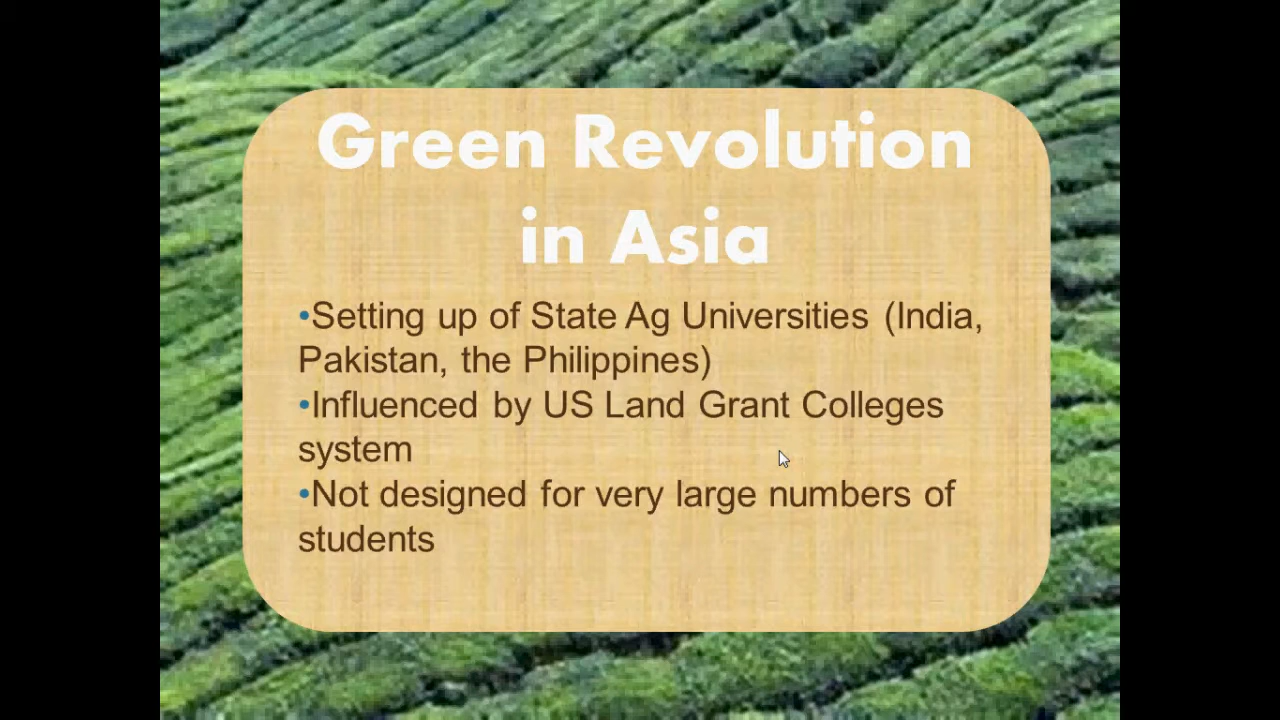 Green Revolution
in Asia
•Setting up of State Ag Universities (India,
Pakistan, the Philippines)
•Influenced by US Land Grant Colleges
system
•Not designed for very large numbers of
students